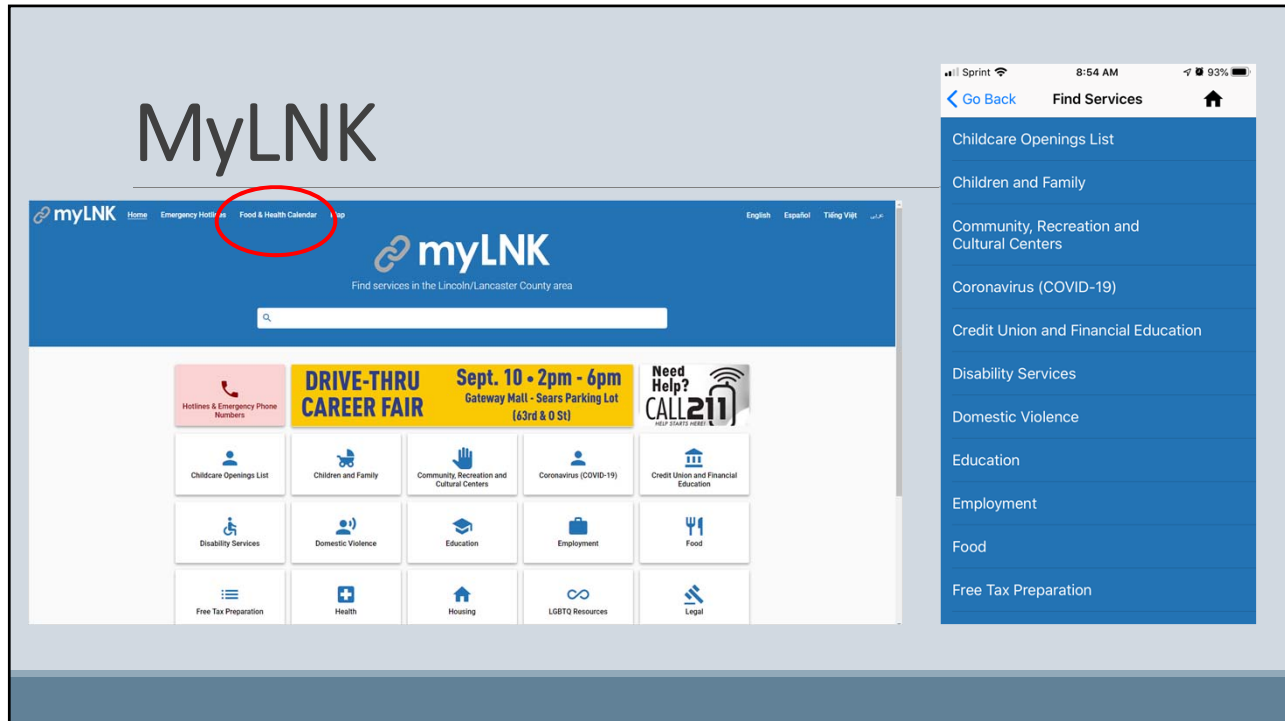 MyLNK
myLNK Home Emergency Hotlines Food & Health Calendar Map English Español Tiếng Việt عربى
myLNK
Find services in the Lincoln/Lancaster County area
Hotlines & Emergency Phone
Numbers
DRIVE-THRU
CAREER FAIR
Sept. 10 • 2pm - 6pm
Gateway Mall - Sears Parking Lot
(63rd & O St)
Need
Help?
CALL 211
HELP STARTS HERE!
Childcare Openings List
Children and Family
Community, Recreation and
Cultural Centers
Coronavirus (COVID-19)
Credit Union and Financial
Education
Disability Services
Domestic Violence
Education
Employment
Food
Free Tax Preparation
Health
Housing
LGBTQ Resources
Legal
Sprint 8:54 AM 93%
Go Back Find Services
Childcare Openings List
Children and Family
Community, Recreation and
Cultural Centers
Coronavirus (COVID-19)
Credit Union and Financial Education
Disability Services
Domestic Violence
Education
Employment
Food
Free Tax Preparation